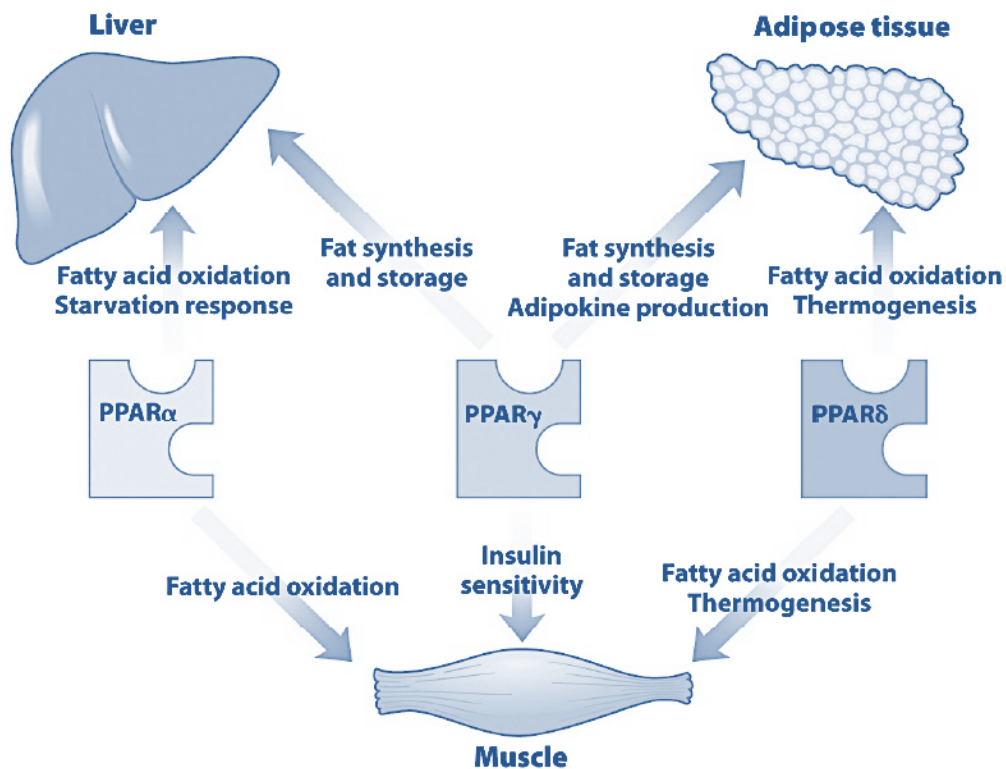 Liver
Adipose tissue
Fatty acid oxidation
Starvation response
Fat synthesis
and storage
Fat synthesis
and storage
Adipokine production
Fatty acid oxidation
Thermogenesis
PPARα
PPARγ
PPARδ
Fatty acid oxidation
Insulin
sensitivity
Fatty acid oxidation
Thermogenesis
Muscle